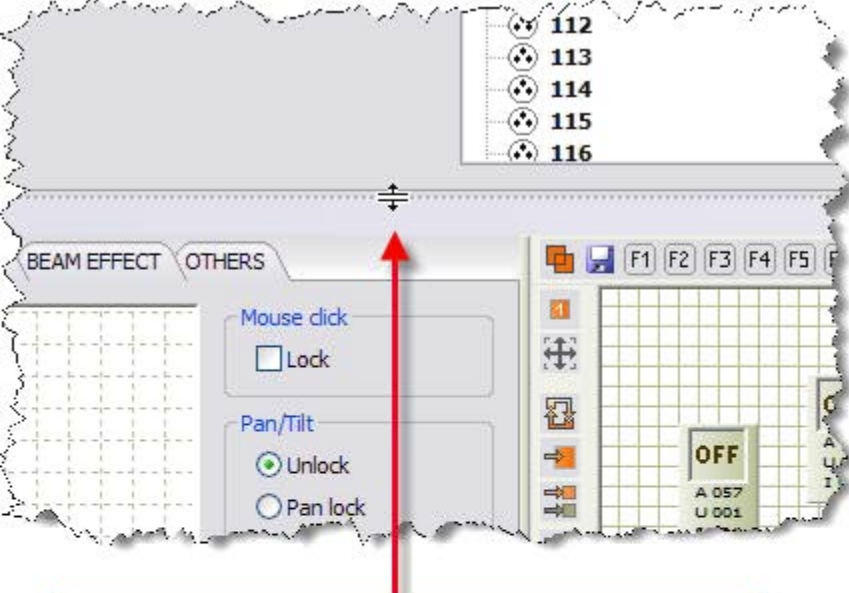 112
113
114
115
116
BEAM EFFECT OTHERS
F1 F2 F3 F4 F5
Mouse click
Lock
Pan/Tilt
Unlock
Pan lock
OFF
A 057
U 001